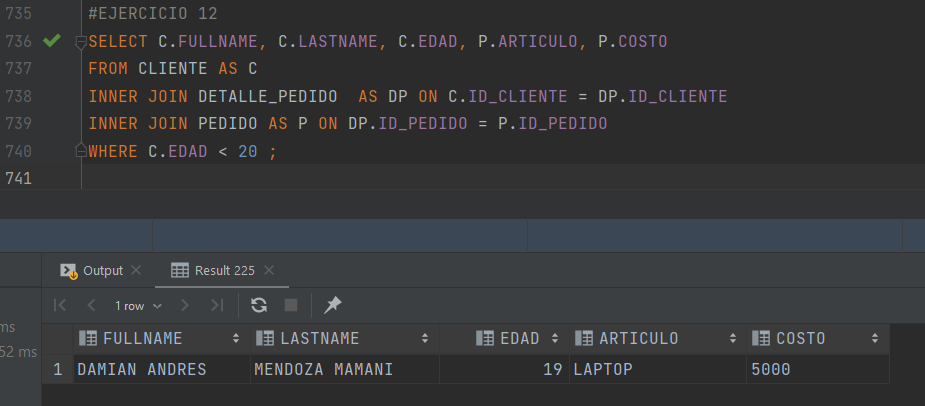 735 #EJERCICIO 12
736 SELECT C.FULLNAME, C.LASTNAME, C.EDAD, P.ARTICULO, P.COSTO
737 FROM CLIENTE AS C
738 INNER JOIN DETALLE_PEDIDO  AS DP ON C.ID_CLIENTE = DP.ID_CLIENTE
739 INNER JOIN PEDIDO AS P ON DP.ID_PEDIDO = P.ID_PEDIDO
740 WHERE C.EDAD < 20 ;
741
Output Result 225
1 row
ms
52 ms
FULLNAME LASTNAME EDAD ARTICULO COSTO
1 DAMIAN ANDRES MENDOZA MAMANI 19 LAPTOP 5000